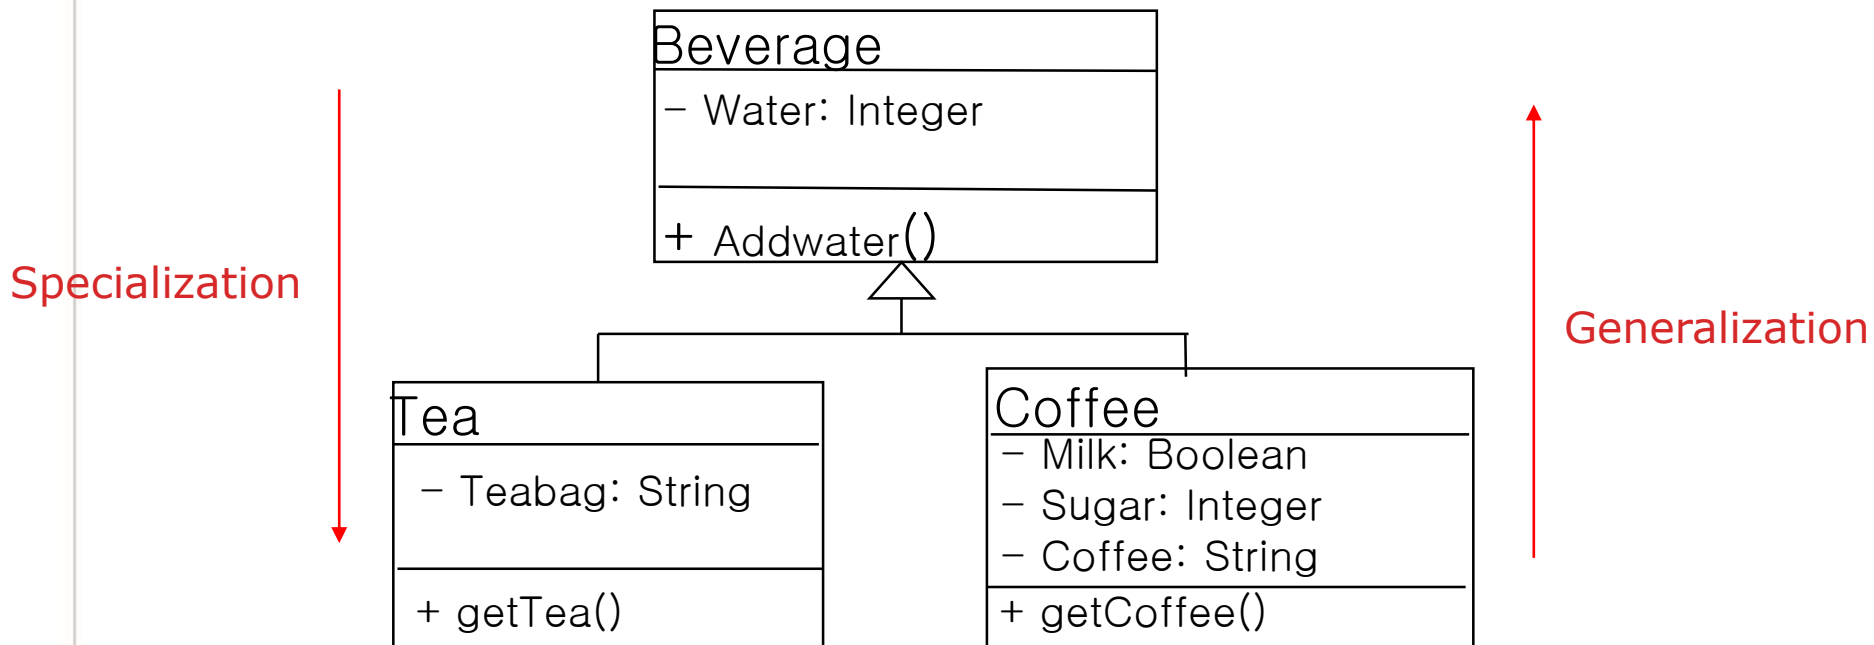 Beverage
- Water: Integer
+ Addwater()
Specialization
Generalization
Tea
- Teabag: String
+ getTea()
Coffee
- Milk: Boolean
- Sugar: Integer
- Coffee: String
+ getCoffee()